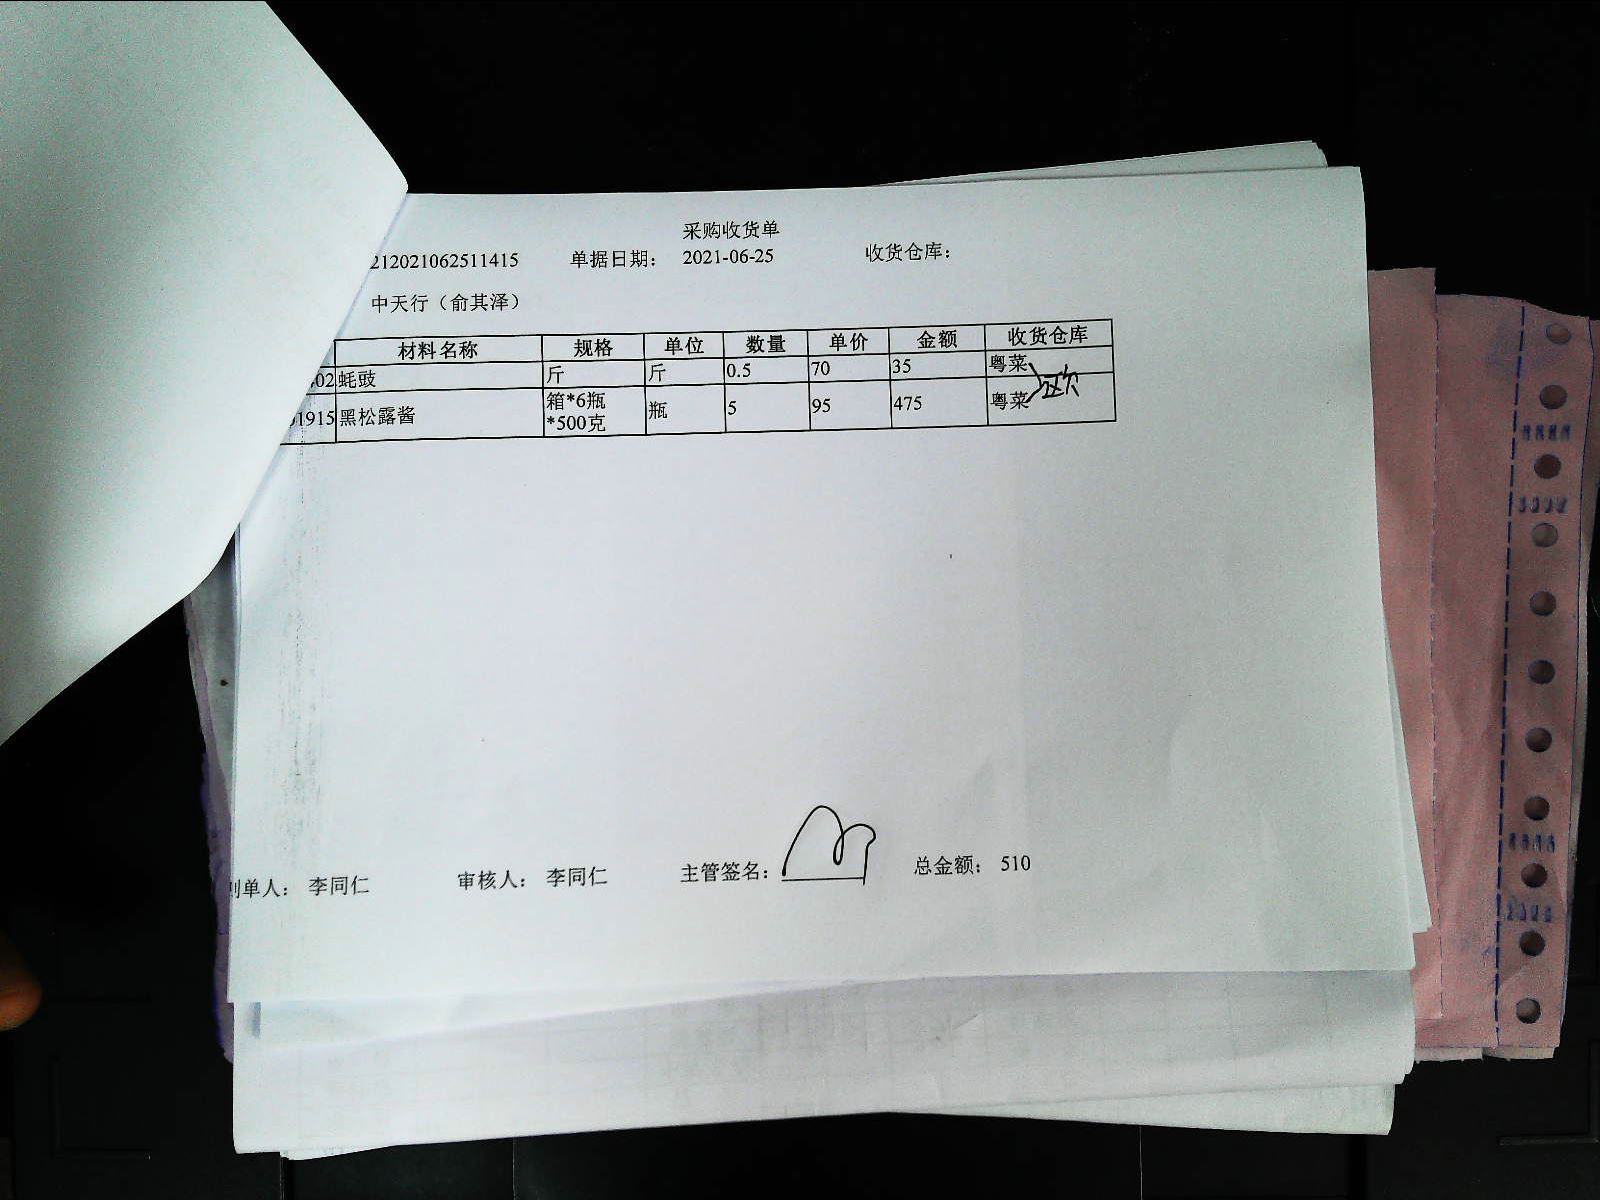 采购收货单
212021062511415 单据日期： 2021-06-25 收货仓库：
中天行（俞其泽）
材料名称 规格 单位 数量 单价 金额 收货仓库
02 蚝豉 斤 斤 0.5 70 35 粤菜
1915 黑松露酱 箱*6瓶 *500克 瓶 5 95 475 粤菜
单人： 李同仁 审核人： 李同仁 主管签名： 总金额： 510